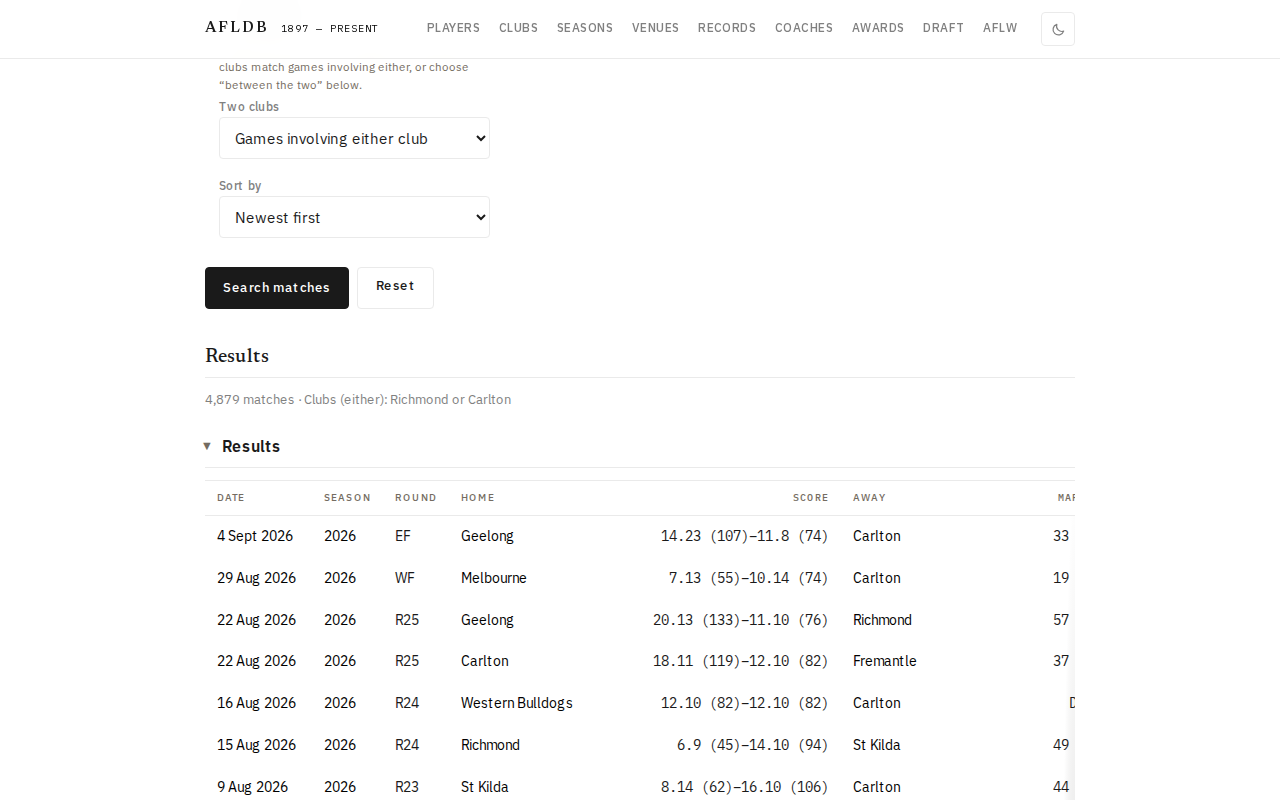 AFLDB 1897 – PRESENT PLAYERS CLUBS SEASONS VENUES RECORDS COACHES AWARDS DRAFT AFLW
clubs match games involving either, or choose
“between the two” below.
Two clubs
Games involving either club
Sort by
Newest first
Search matches Reset
Results
4,879 matches · Clubs (either): Richmond or Carlton
▼ Results
DATE SEASON ROUND HOME SCORE AWAY
4 Sept 2026 2026 EF Geelong 14.23 (107)–11.8 (74) Carlton 33
29 Aug 2026 2026 WF Melbourne 7.13 (55)–10.14 (74) Carlton 19
22 Aug 2026 2026 R25 Geelong 20.13 (133)–11.10 (76) Richmond 57
22 Aug 2026 2026 R25 Carlton 18.11 (119)–12.10 (82) Fremantle 37
16 Aug 2026 2026 R24 Western Bulldogs 12.10 (82)–12.10 (82) Carlton
15 Aug 2026 2026 R24 Richmond 6.9 (45)–14.10 (94) St Kilda 49
9 Aug 2026 2026 R23 St Kilda 8.14 (62)–16.10 (106) Carlton 44